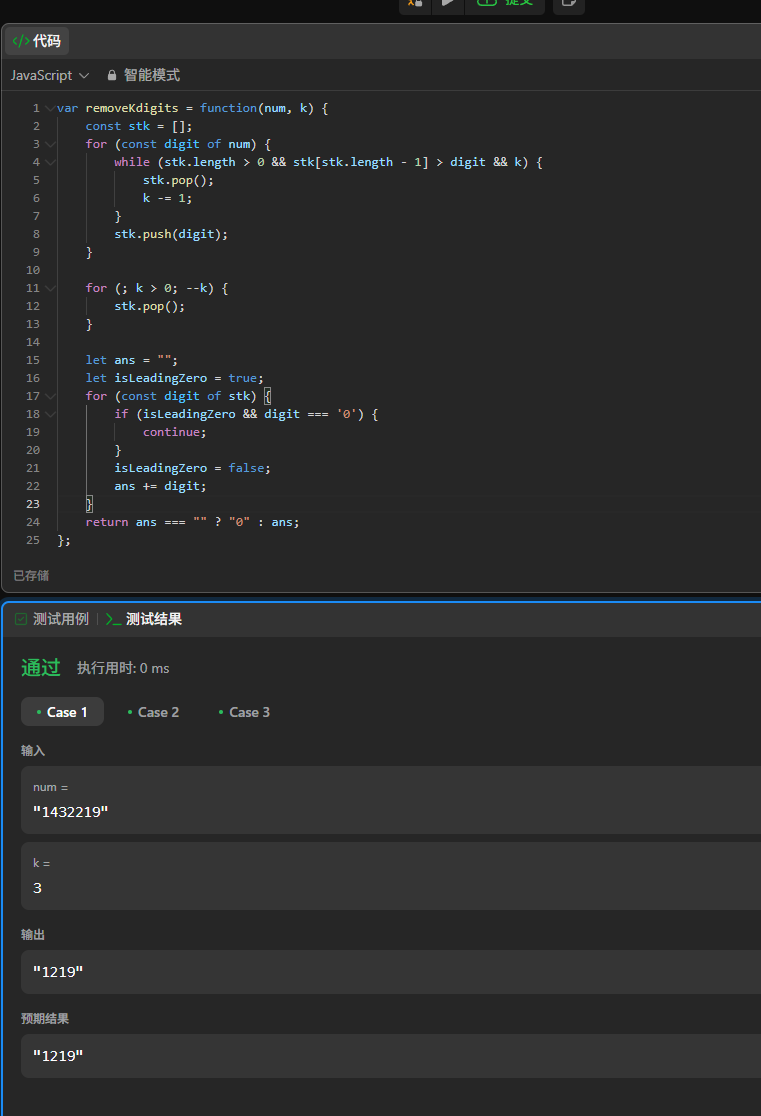 提交
代码
JavaScript 智能模式
1 var removeKdigits = function(num, k) {
2 const stk = [];
3 for (const digit of num) {
4 while (stk.length > 0 && stk[stk.length - 1] > digit && k) {
5 stk.pop();
6 k -= 1;
7 }
8 stk.push(digit);
9 }
10
11 for (; k > 0; --k) {
12 stk.pop();
13 }
14
15 let ans = "";
16 let isLeadingZero = true;
17 for (const digit of stk) {
18 if (isLeadingZero && digit === '0') {
19 continue;
20 }
21 isLeadingZero = false;
22 ans += digit;
23 }
24 return ans === "" ? "0" : ans;
25 };
已存储
测试用例 | >_ 测试结果
通过 执行用时: 0 ms
• Case 1 • Case 2 • Case 3
输入
num =
"1432219"
k =
3
输出
"1219"
预期结果
"1219"